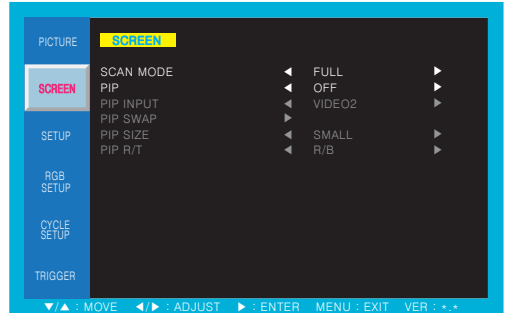 PICTURE
SCREEN
SETUP
RGB
SETUP
CYCLE
SETUP
TRIGGER
SCREEN
SCAN MODE ◀ FULL ▶
PIP ◀ OFF ▶
PIP INPUT ◀ VIDEO2 ▶
PIP SWAP ▶
PIP SIZE ◀ SMALL ▶
PIP R/T ◀ R/B ▶
▼/▲ : MOVE ◀/▶ : ADJUST ▶ : ENTER MENU : EXIT VER : *.*